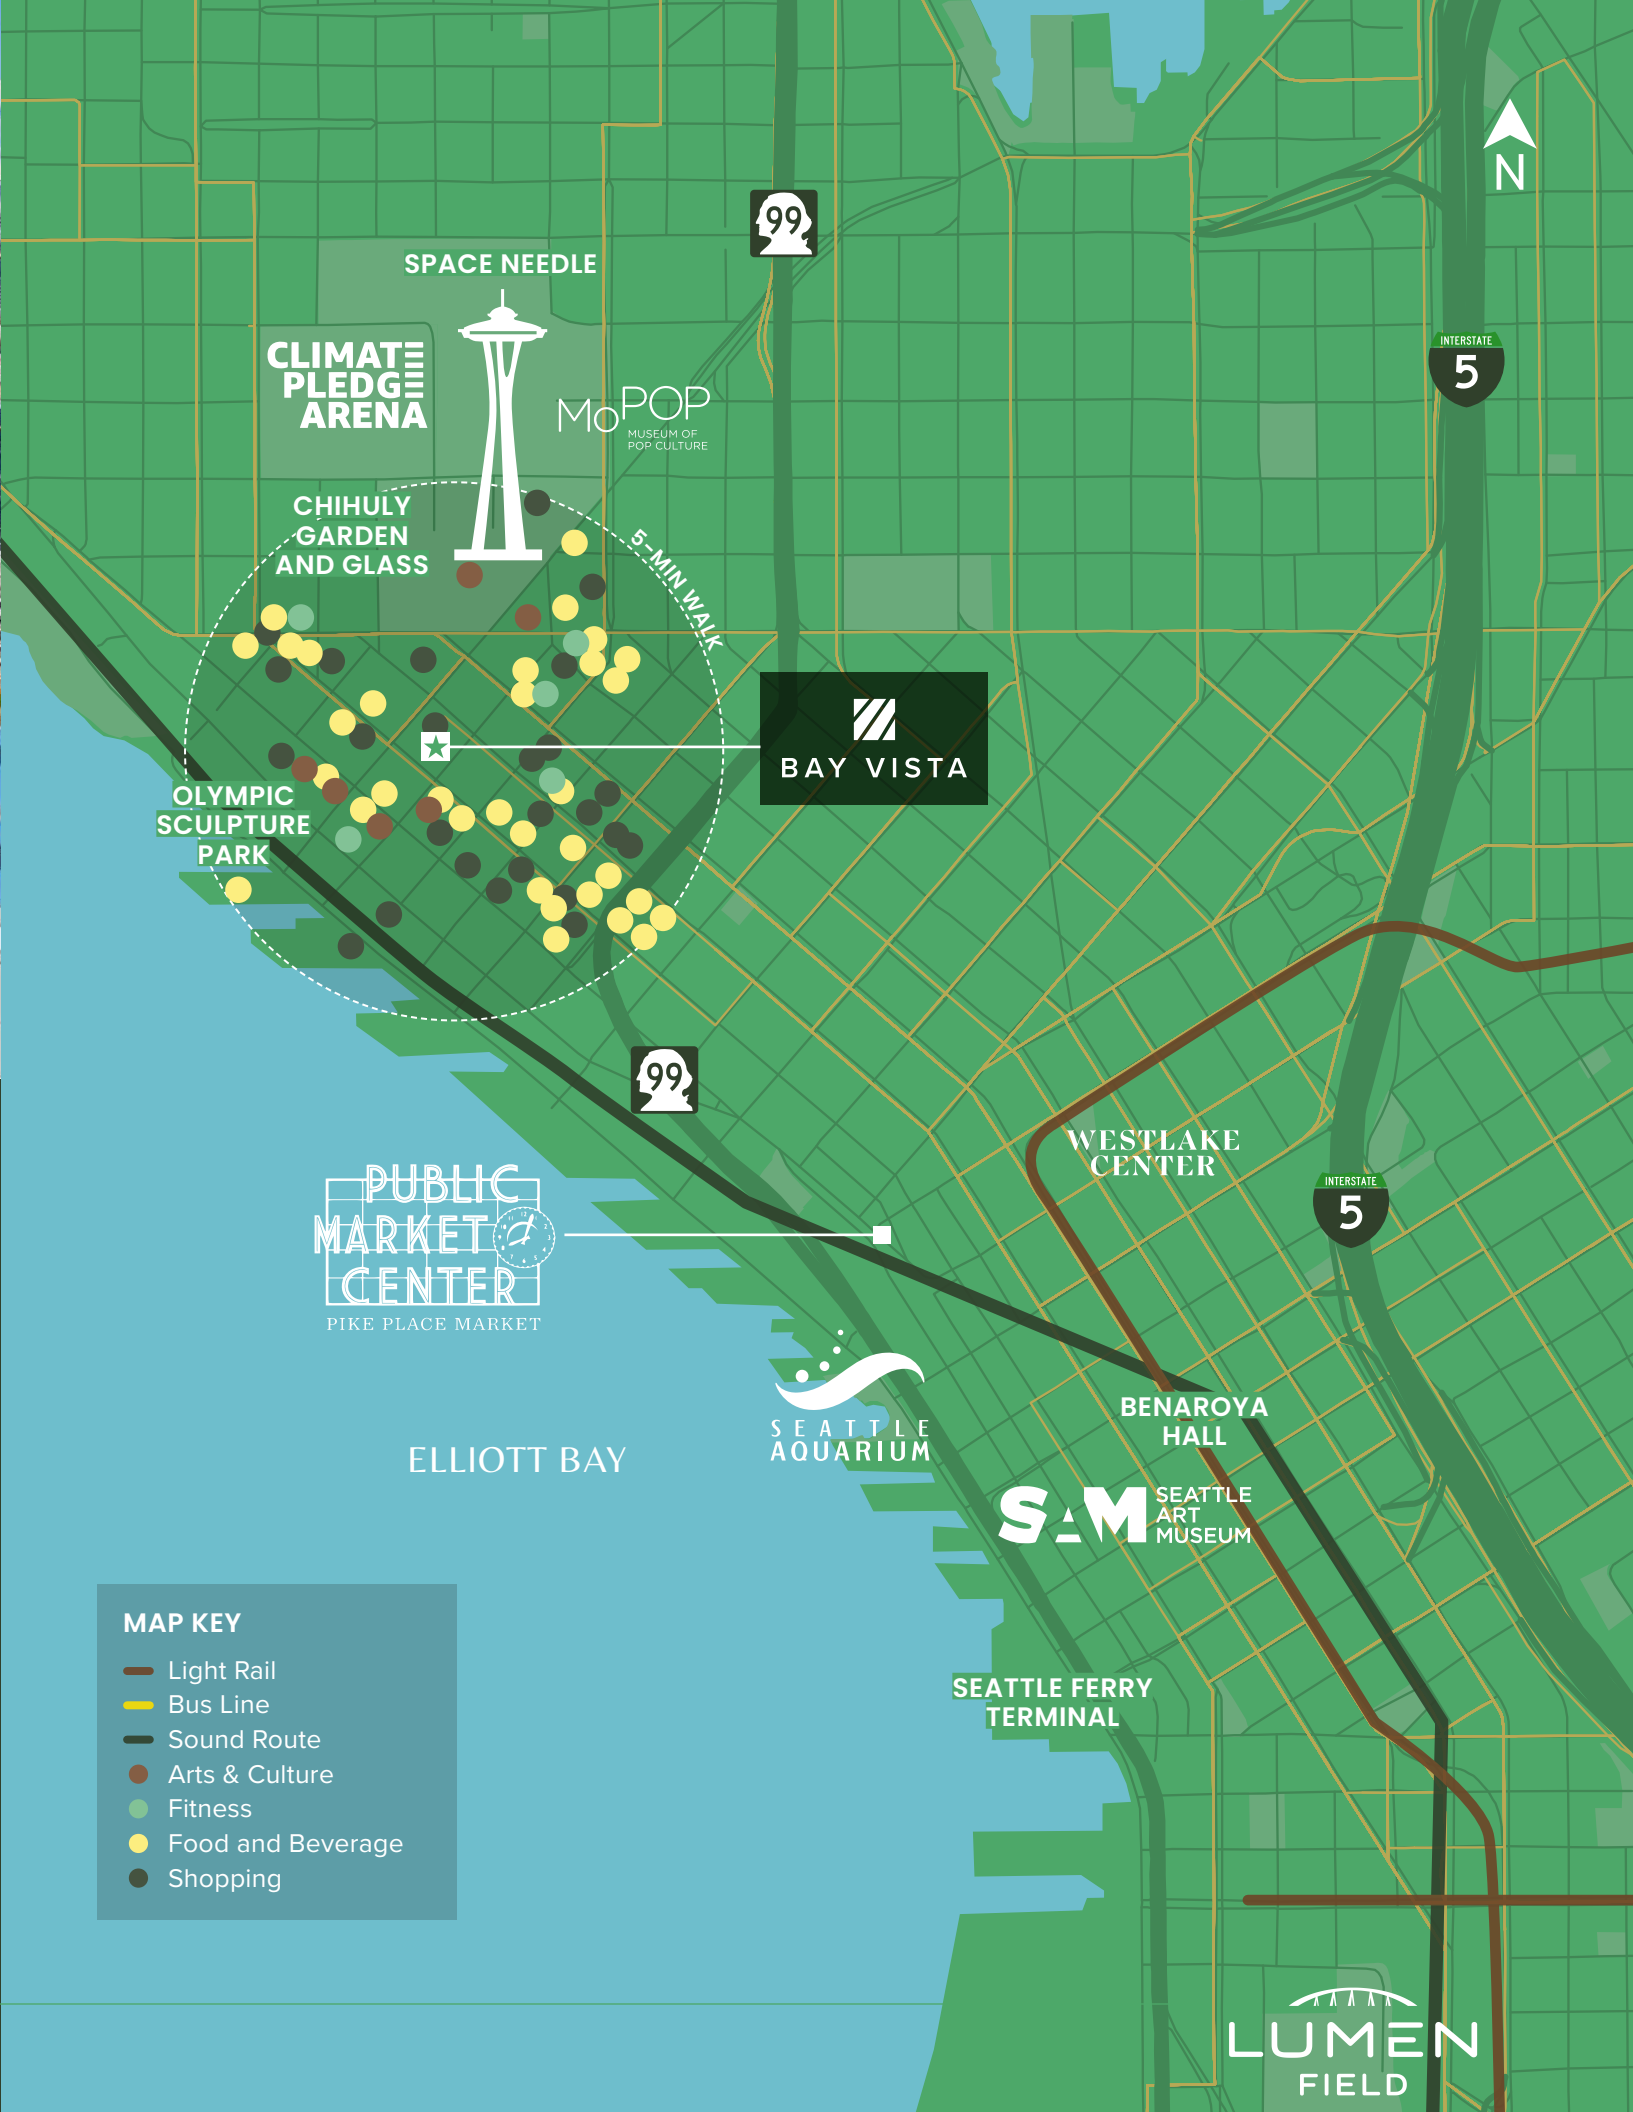 N
99
SPACE NEEDLE
INTERSTATE
5
CLIMATE
PLEDGE
ARENA
MoPOP
MUSEUM OF
POP CULTURE
CHIHULY
GARDEN
AND GLASS
5-MIN WALK
BAY VISTA
OLYMPIC
SCULPTURE
PARK
99
WESTLAKE
CENTER
INTERSTATE
5
PUBLIC
MARKET
CENTER
PIKE PLACE MARKET
SEATTLE
AQUARIUM
BENAROYA
HALL
ELLIOTT BAY
SAM
SEATTLE
ART
MUSEUM
MAP KEY
Light Rail
Bus Line
Sound Route
Arts & Culture
Fitness
Food and Beverage
Shopping
SEATTLE FERRY
TERMINAL
LUMEN
FIELD